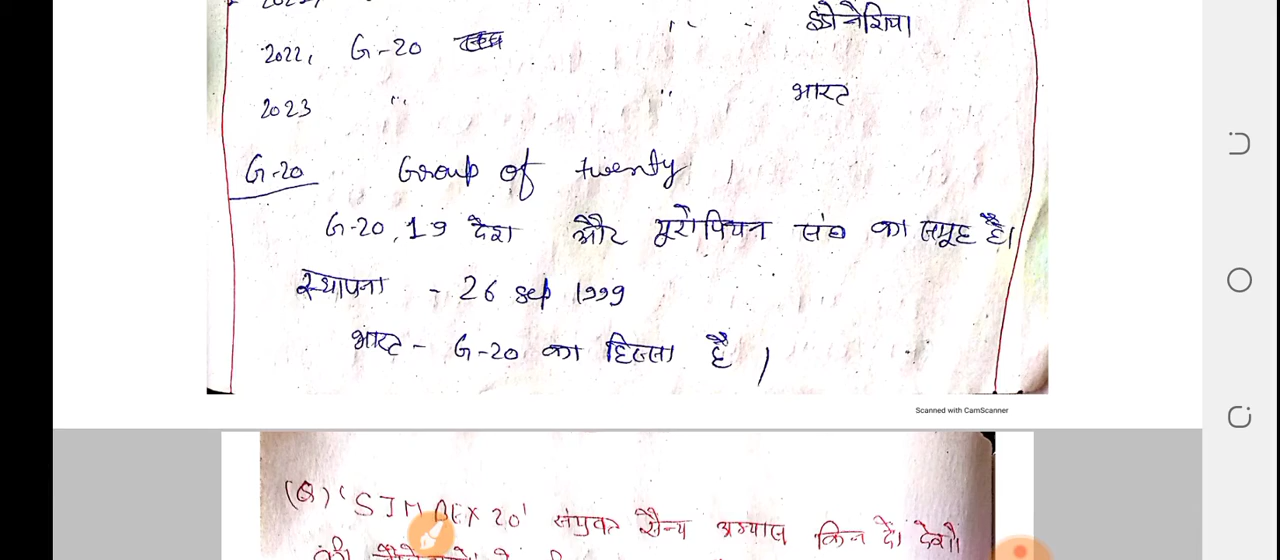 2022, G-20 " " इंडोनेशिया
2023 " " भारत
G-20 Group of twenty |
G-20, 19 देश और यूरोपियन संघ का समूह है।
स्थापना - 26 sep 1999
भारत - G-20 का हिस्सा है |
Scanned with CamScanner
(Q) 'SIMBEX 20' संयुक्त सैन्य अभ्यास किन दो देशों
की